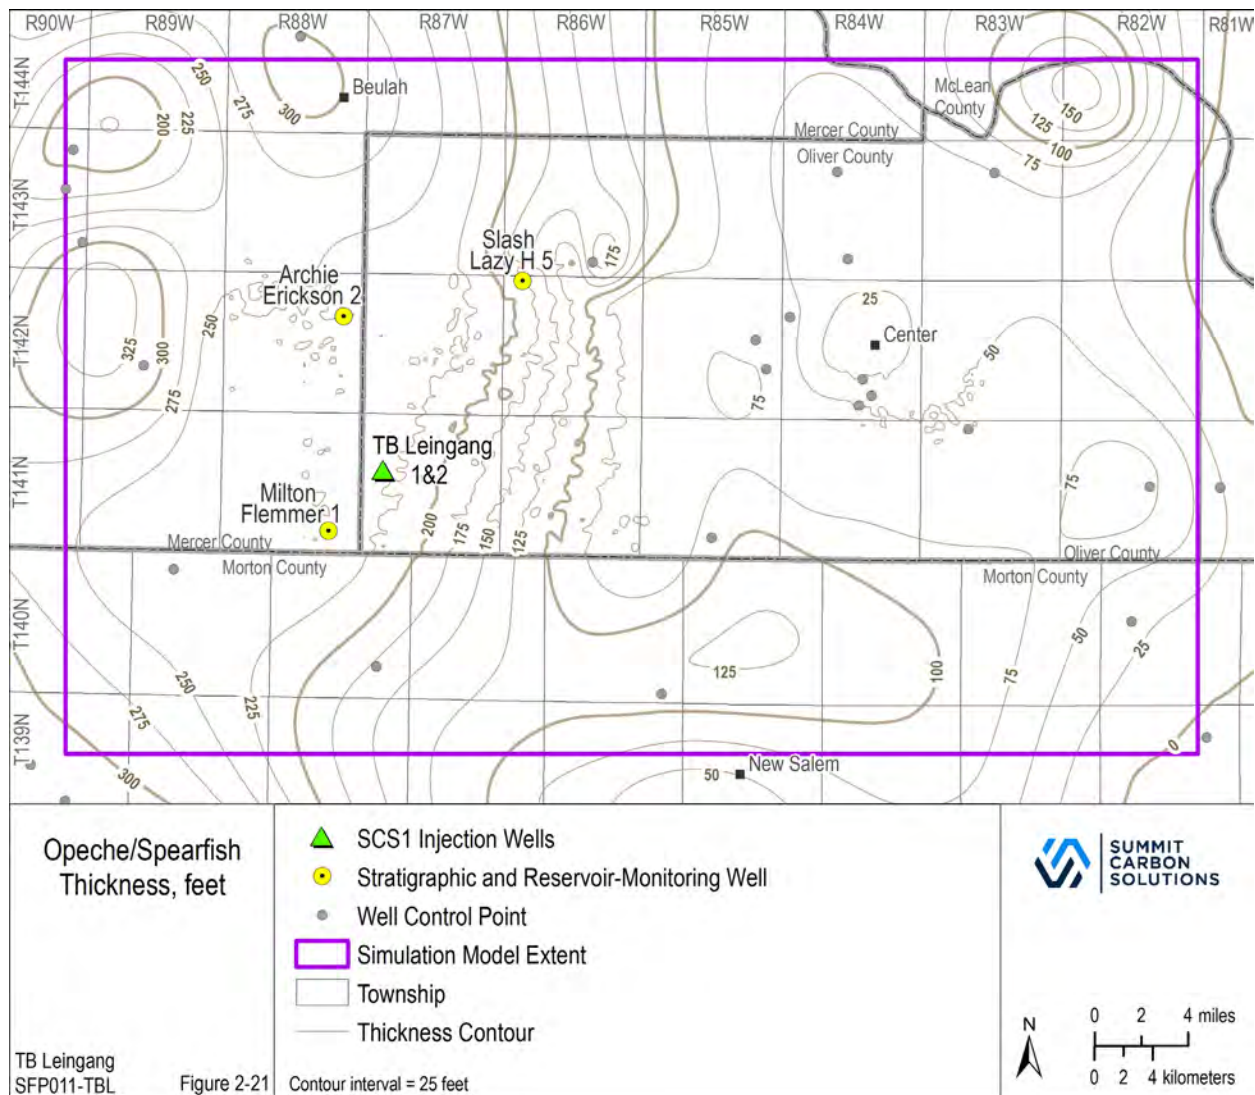 R90W R89W R88W R87W R86W R85W R84W R83W R82W R81W
T144N
T143N
T142N
T141N
T140N
T139N
250
275
200
225
300
Beulah
McLean
County
150
125
100
75
Mercer County
Oliver County
Slash
Lazy H 5
175
Archie
Erickson 2
250
325
300
275
25
Center
50
75
75
TB Leingang
1&2
Milton
Flemmer 1
200
175
150
125
Mercer County
Morton County
Oliver County
Morton County
250
225
275
300
125
100
75
50
25
0
50
New Salem
Opeche/Spearfish
Thickness, feet
TB Leingang
SFP011-TBL
Figure 2-21
SCS1 Injection Wells
Stratigraphic and Reservoir-Monitoring Well
Well Control Point
Simulation Model Extent
Township
Thickness Contour
Contour interval = 25 feet
SUMMIT
CARBON
SOLUTIONS
N
0 2 4 miles
0 2 4 kilometers